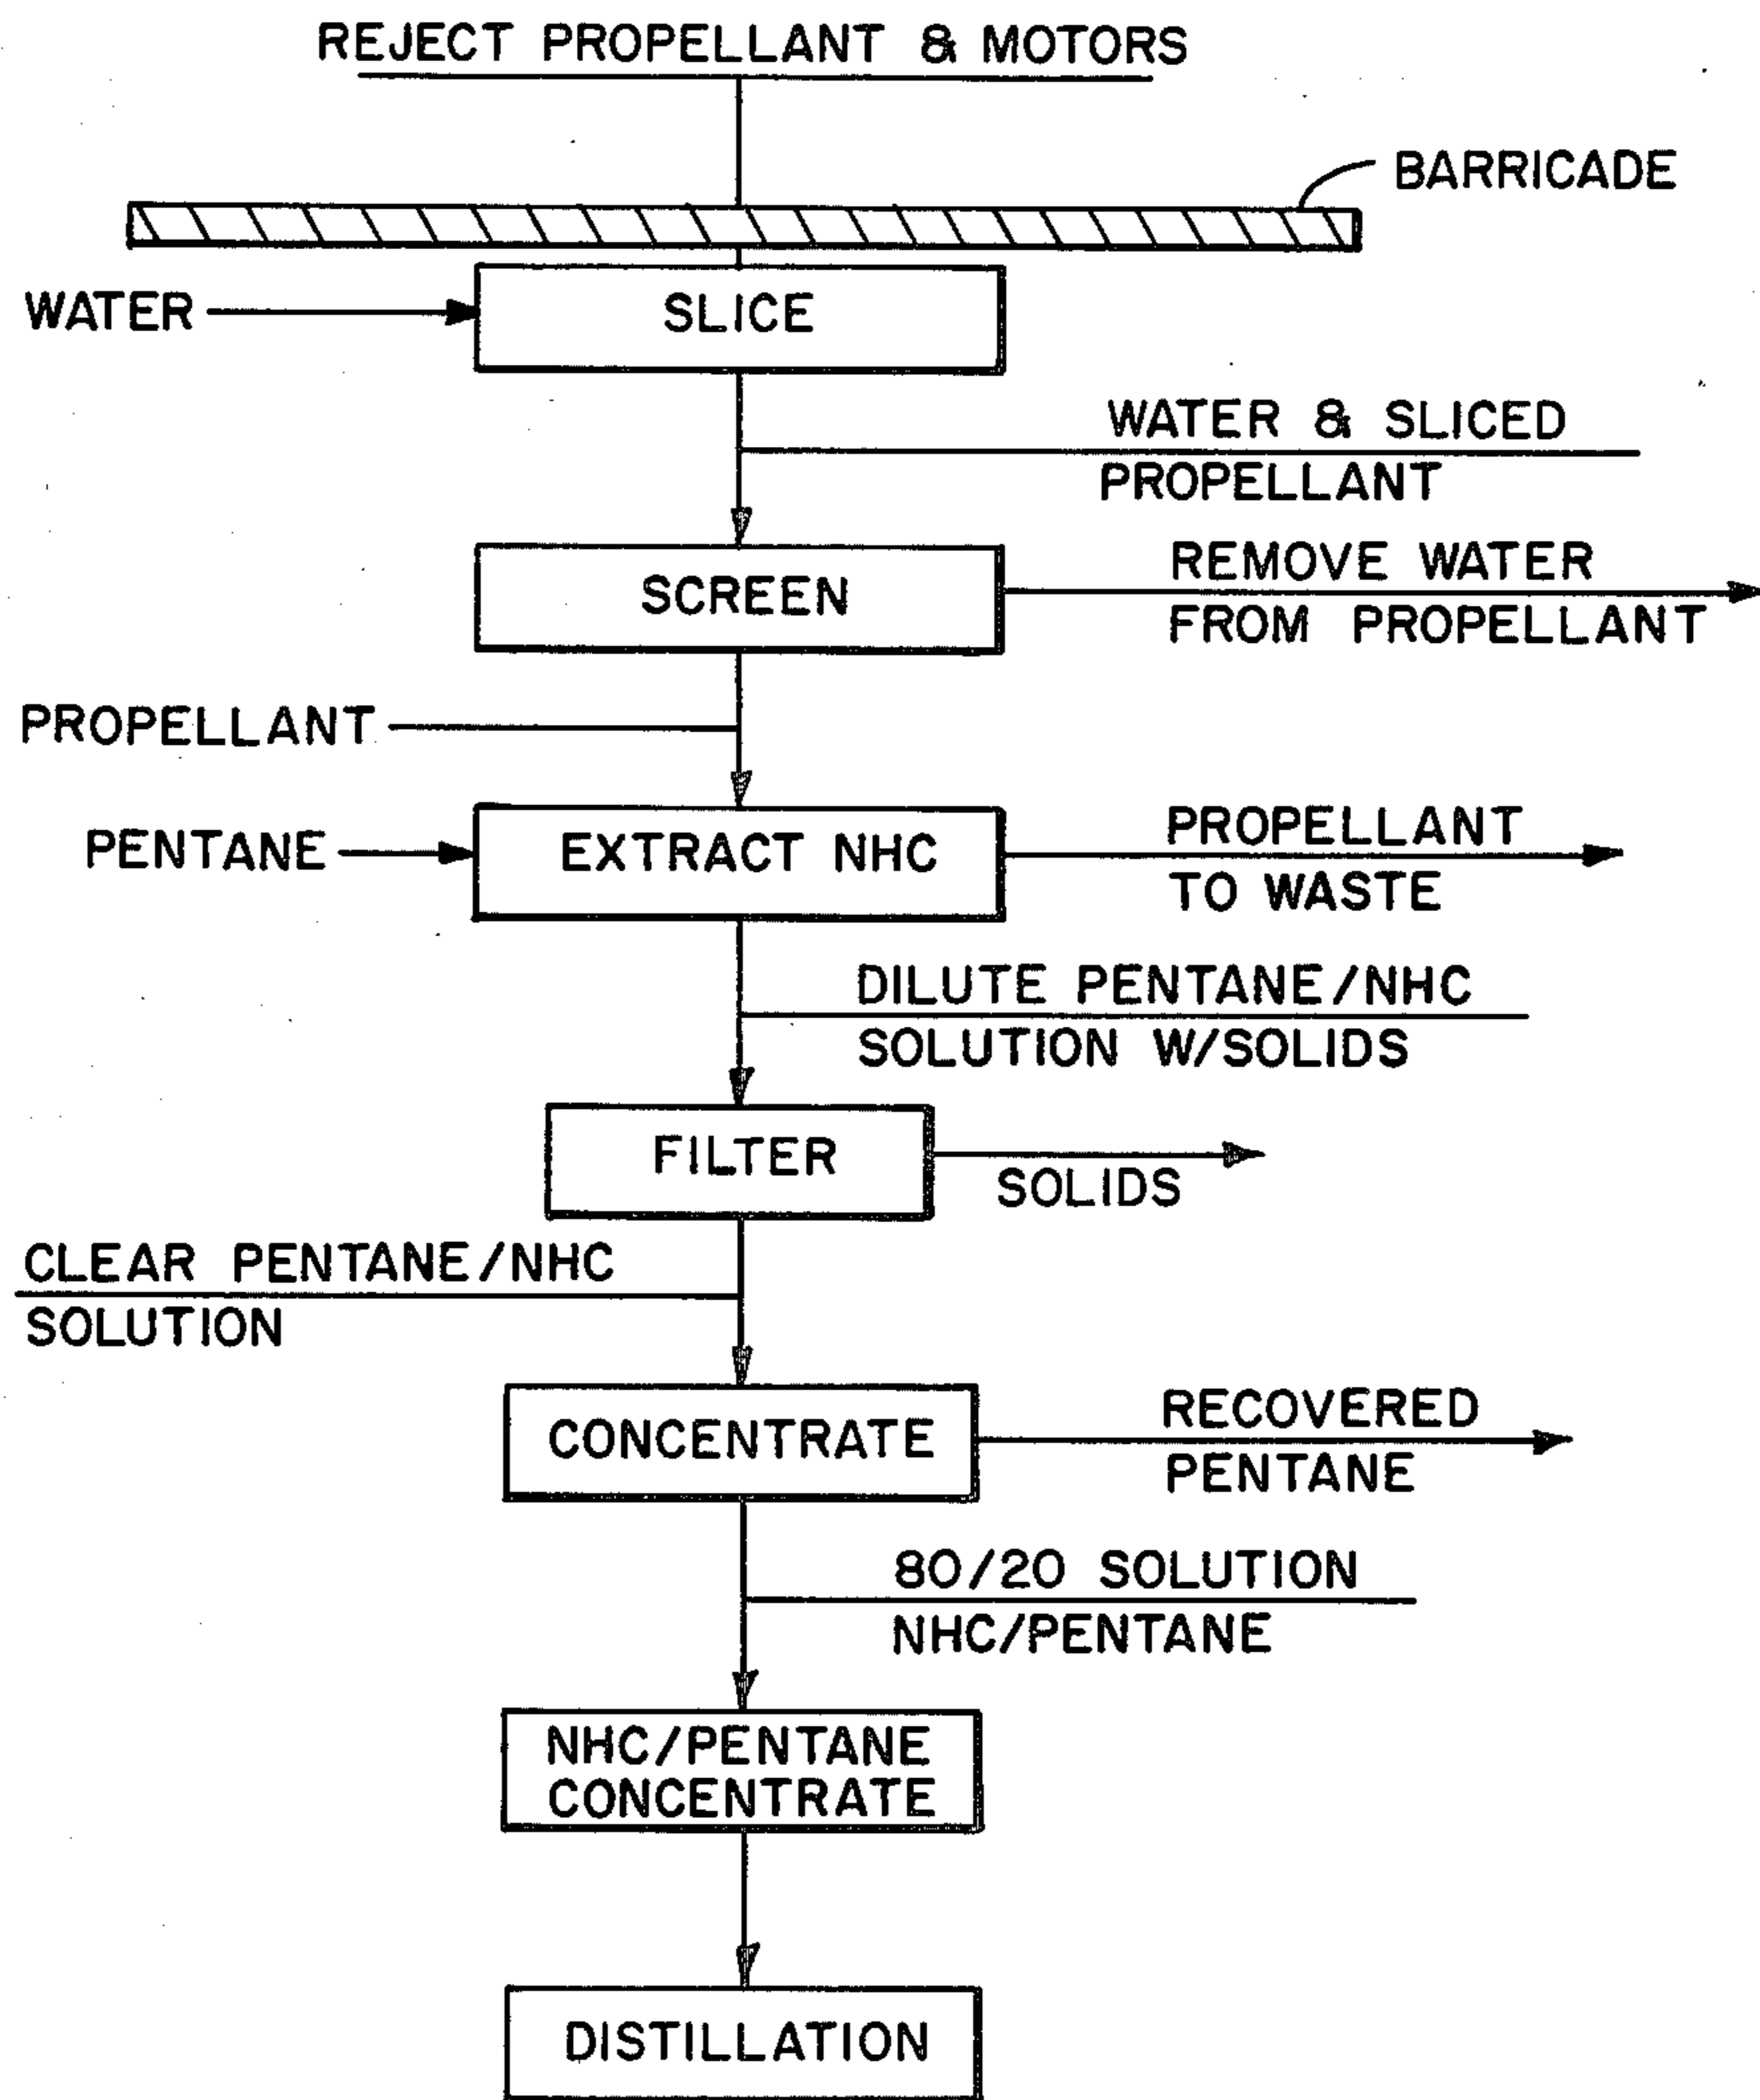 REJECT PROPELLANT & MOTORS
BARRICADE
WATER
SLICE
WATER & SLICED
PROPELLANT
SCREEN
REMOVE WATER
FROM PROPELLANT
PROPELLANT
PENTANE
EXTRACT NHC
PROPELLANT
TO WASTE
DILUTE PENTANE/NHC
SOLUTION W/SOLIDS
FILTER
SOLIDS
CLEAR PENTANE/NHC
SOLUTION
CONCENTRATE
RECOVERED
PENTANE
80/20 SOLUTION
NHC/PENTANE
NHC/PENTANE
CONCENTRATE
DISTILLATION